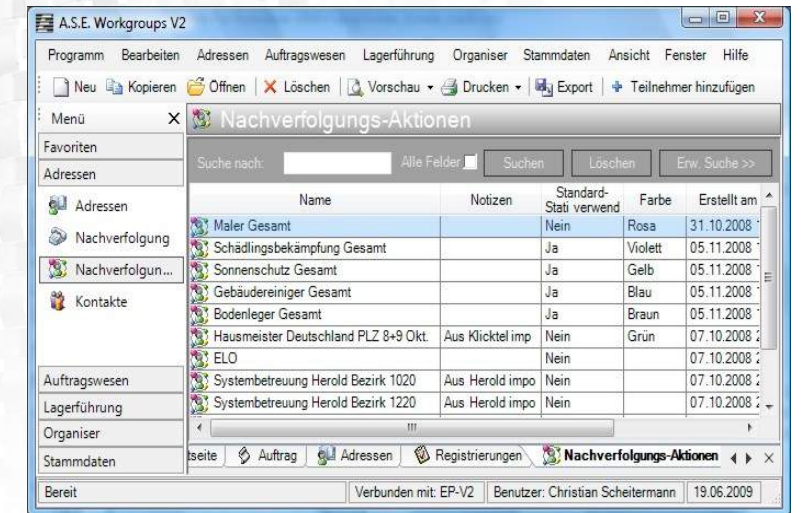 A.S.E. Workgroups V2
Programm Bearbeiten Adressen Auftragswesen Lagerführung Organiser Stammdaten Ansicht Fenster Hilfe
Neu Kopieren Öffnen Löschen Vorschau Drucken Export Teilnehmer hinzufügen
Menü X
Nachverfolgungs-Aktionen
Favoriten
Adressen
Adressen
Nachverfolgung
Nachverfolgun...
Kontakte
Auftragswesen
Lagerführung
Organiser
Stammdaten
Suche nach: Alle Felder Suchen Löschen Erw. Suche >>
Name Notizen Standard-Stati verwend Farbe Erstellt am
Maler Gesamt Nein Rosa 31.10.2008
Schädlingsbekämpfung Gesamt Ja Violett 05.11.2008
Sonnenschutz Gesamt Ja Gelb 05.11.2008
Gebäudereiniger Gesamt Ja Blau 05.11.2008
Bodenleger Gesamt Ja Braun 05.11.2008
Hausmeister Deutschland PLZ 8+9 Okt. Aus Klicktel imp Nein Grün 07.10.2008
ELO Nein 07.10.2008
Systembetreuung Herold Bezirk 1020 Aus Herold impo Nein 07.10.2008
Systembetreuung Herold Bezirk 1220 Aus Herold impo Nein 07.10.2008
tseite Auftrag Adressen Registrierungen Nachverfolgungs-Aktionen
Bereit Verbunden mit: EP-V2 Benutzer: Christian Scheitermann 19.06.2009